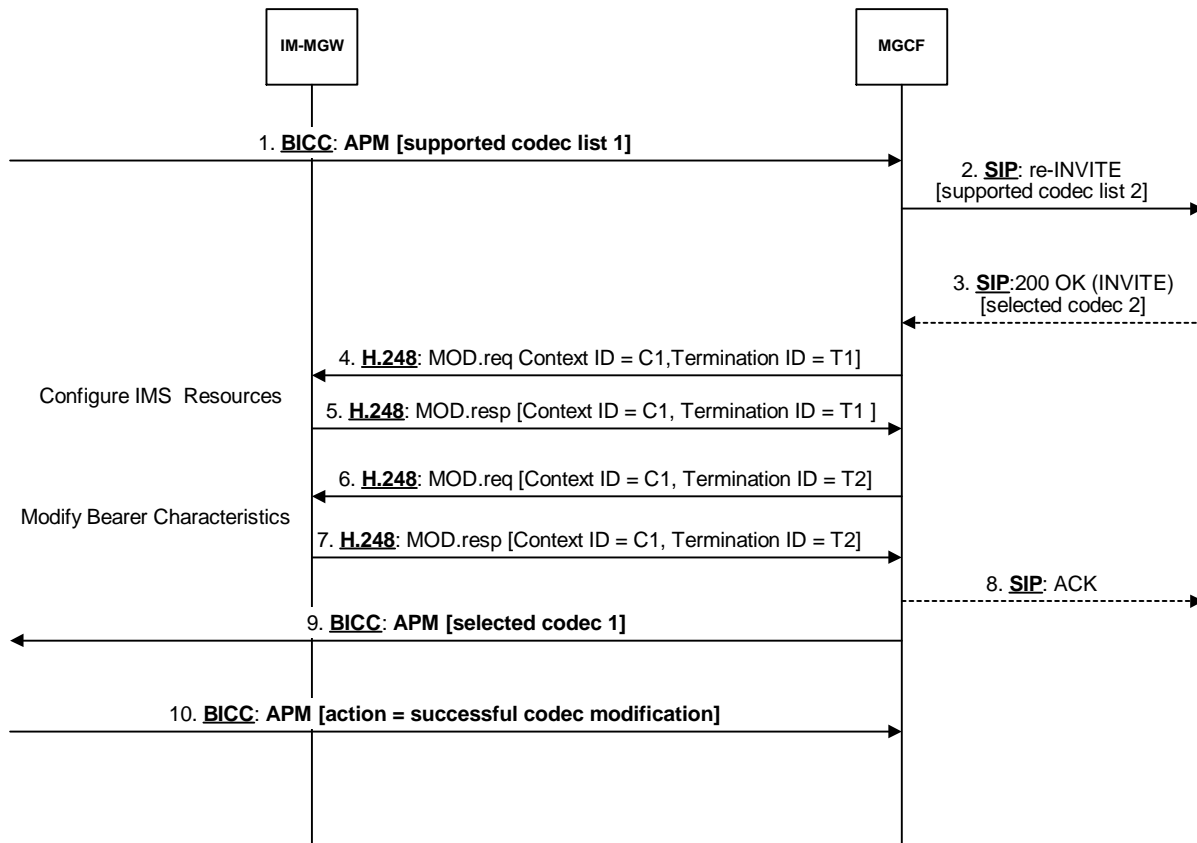 IM-MGW
MGCF
1. BICC: APM [supported codec list 1]
2. SIP: re-INVITE
[supported codec list 2]
3. SIP:200 OK (INVITE)
[selected codec 2]
4. H.248: MOD.req Context ID = C1,Termination ID = T1]
Configure IMS Resources
5. H.248: MOD.resp [Context ID = C1, Termination ID = T1 ]
6. H.248: MOD.req [Context ID = C1, Termination ID = T2]
Modify Bearer Characteristics
7. H.248: MOD.resp [Context ID = C1, Termination ID = T2]
8. SIP: ACK
9. BICC: APM [selected codec 1]
10. BICC: APM [action = successful codec modification]